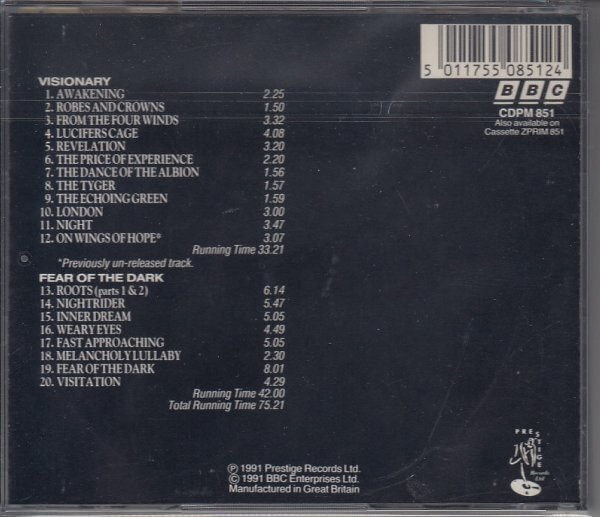 5 011755 085124
BBC
CDPM 851
Also available on
Cassette ZPRIM 851
VISIONARY
1. AWAKENING 2.25
2. ROBES AND CROWNS 1.50
3. FROM THE FOUR WINDS 3.32
4. LUCIFERS CAGE 4.08
5. REVELATION 3.20
6. THE PRICE OF EXPERIENCE 2.20
7. THE DANCE OF THE ALBION 1.56
8. THE TYGER 1.57
9. THE ECHOING GREEN 1.59
10. LONDON 3.00
11. NIGHT 3.47
12. ON WINGS OF HOPE* 3.07
Running Time 33.21
*Previously un-released track.
FEAR OF THE DARK
13. ROOTS (parts 1 & 2) 6.14
14. NIGHTRIDER 5.47
15. INNER DREAM 5.05
16. WEARY EYES 4.49
17. FAST APPROACHING 5.05
18. MELANCHOLY LULLABY 2.30
19. FEAR OF THE DARK 8.01
20. VISITATION 4.29
Running Time 42.00
Total Running Time 75.21
℗ 1991 Prestige Records Ltd.
© 1991 BBC Enterprises Ltd.
Manufactured in Great Britain
PRESTIGE
Records
Ltd